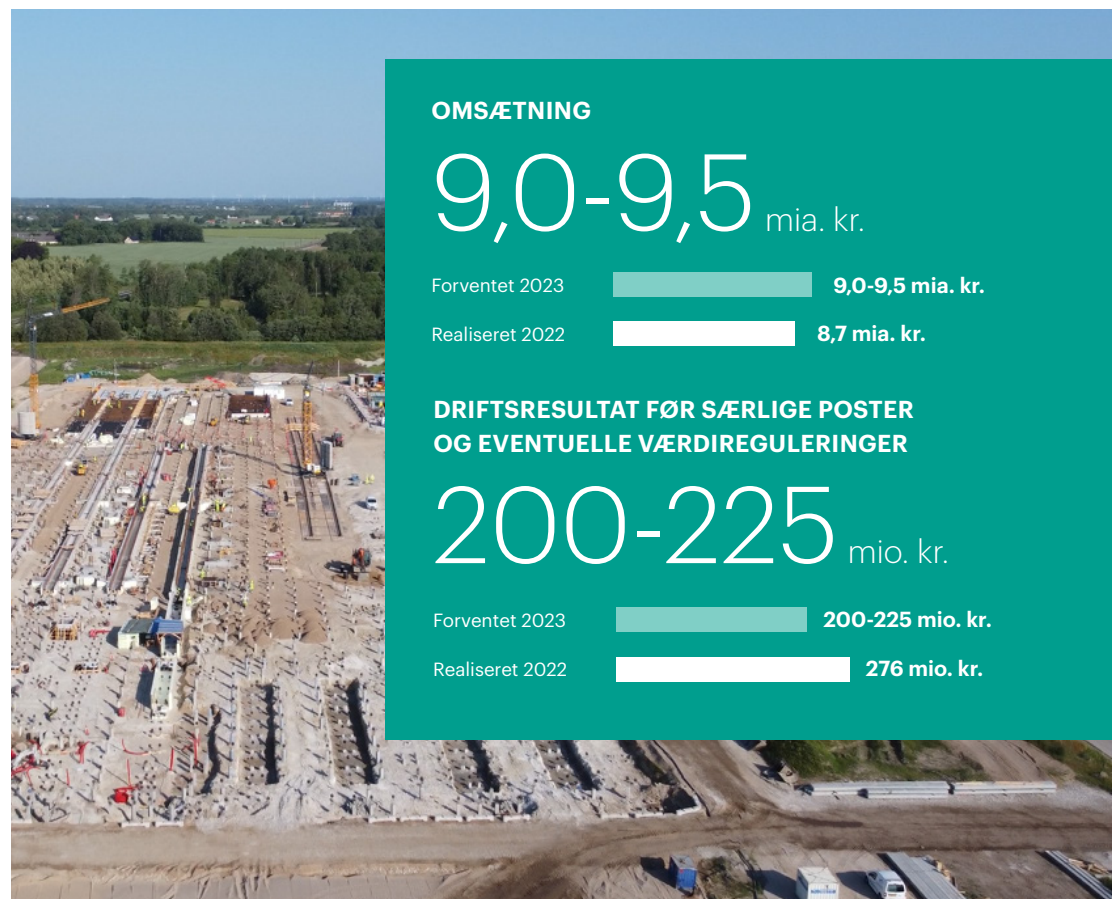 OMSÆTNING
9,0-9,5 mia. kr.
Forventet 2023 9,0-9,5 mia. kr.
Realiseret 2022 8,7 mia. kr.
DRIFTSRESULTAT FØR SÆRLIGE POSTER
OG EVENTUELLE VÆRDIREGULERINGER
200-225 mio. kr.
Forventet 2023 200-225 mio. kr.
Realiseret 2022 276 mio. kr.